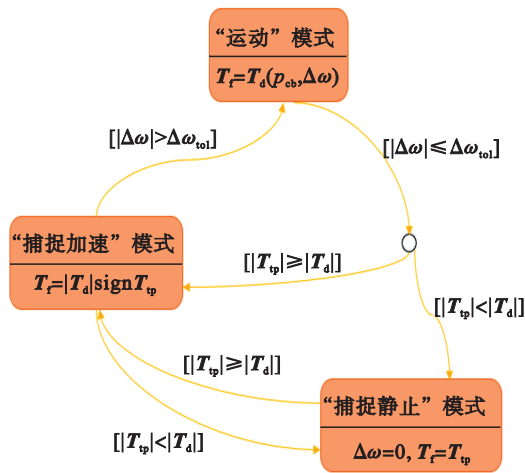 “运动”模式
T_f=T_d(p_cb,Δω)
[|Δω|>Δω_tol]
[|Δω|≤Δω_tol]
“捕捉加速”模式
T_f=|T_d|signT_tp
[|T_tp|≥|T_d|]
[|T_tp|<|T_d|]
[|T_tp|≥|T_d|]
“捕捉静止”模式
[|T_tp|<|T_d|]
Δω=0, T_f=T_tp